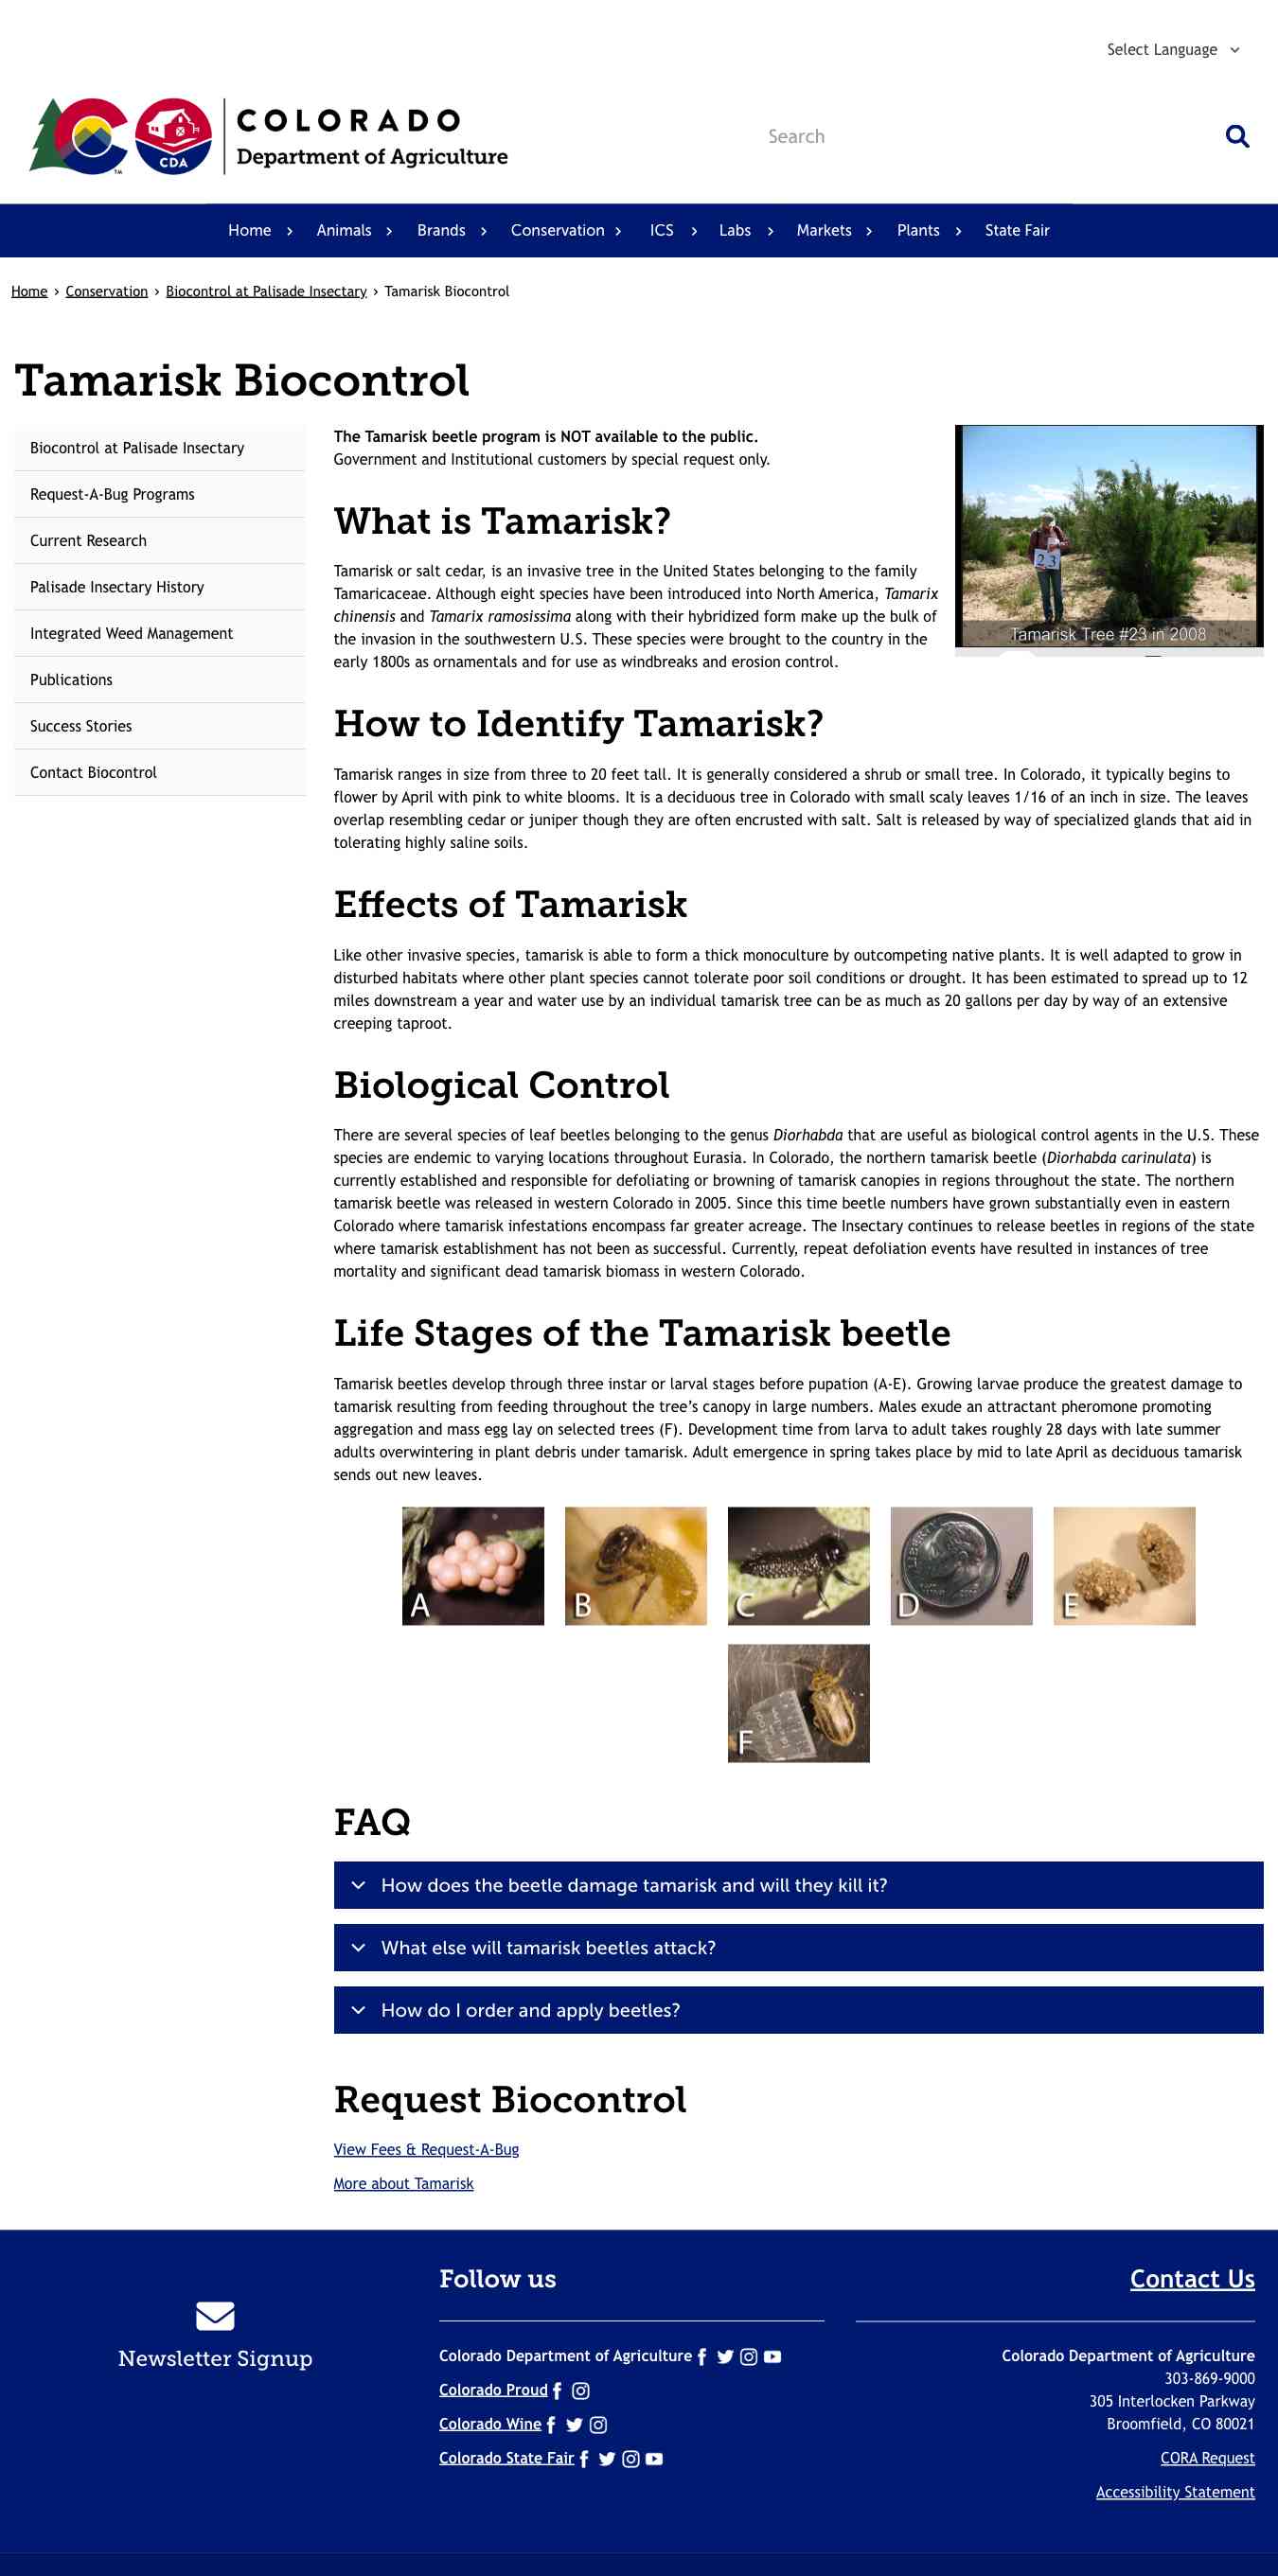 Select Language
COLORADO
Department of Agriculture
CDA
TM
Search
Home Animals Brands Conservation ICS Labs Markets Plants State Fair
Home › Conservation › Biocontrol at Palisade Insectary › Tamarisk Biocontrol
Tamarisk Biocontrol
Biocontrol at Palisade Insectary
Request-A-Bug Programs
Current Research
Palisade Insectary History
Integrated Weed Management
Publications
Success Stories
Contact Biocontrol
The Tamarisk beetle program is NOT available to the public.
Government and Institutional customers by special request only.
23
Tamarisk Tree #23 in 2008
What is Tamarisk?
Tamarisk or salt cedar, is an invasive tree in the United States belonging to the family
Tamaricaceae. Although eight species have been introduced into North America, Tamarix
chinensis and Tamarix ramosissima along with their hybridized form make up the bulk of
the invasion in the southwestern U.S. These species were brought to the country in the
early 1800s as ornamentals and for use as windbreaks and erosion control.
How to Identify Tamarisk?
Tamarisk ranges in size from three to 20 feet tall. It is generally considered a shrub or small tree. In Colorado, it typically begins to
flower by April with pink to white blooms. It is a deciduous tree in Colorado with small scaly leaves 1/16 of an inch in size. The leaves
overlap resembling cedar or juniper though they are often encrusted with salt. Salt is released by way of specialized glands that aid in
tolerating highly saline soils.
Effects of Tamarisk
Like other invasive species, tamarisk is able to form a thick monoculture by outcompeting native plants. It is well adapted to grow in
disturbed habitats where other plant species cannot tolerate poor soil conditions or drought. It has been estimated to spread up to 12
miles downstream a year and water use by an individual tamarisk tree can be as much as 20 gallons per day by way of an extensive
creeping taproot.
Biological Control
There are several species of leaf beetles belonging to the genus Diorhabda that are useful as biological control agents in the U.S. These
species are endemic to varying locations throughout Eurasia. In Colorado, the northern tamarisk beetle (Diorhabda carinulata) is
currently established and responsible for defoliating or browning of tamarisk canopies in regions throughout the state. The northern
tamarisk beetle was released in western Colorado in 2005. Since this time beetle numbers have grown substantially even in eastern
Colorado where tamarisk infestations encompass far greater acreage. The Insectary continues to release beetles in regions of the state
where tamarisk establishment has not been as successful. Currently, repeat defoliation events have resulted in instances of tree
mortality and significant dead tamarisk biomass in western Colorado.
Life Stages of the Tamarisk beetle
Tamarisk beetles develop through three instar or larval stages before pupation (A-E). Growing larvae produce the greatest damage to
tamarisk resulting from feeding throughout the tree's canopy in large numbers. Males exude an attractant pheromone promoting
aggregation and mass egg lay on selected trees (F). Development time from larva to adult takes roughly 28 days with late summer
adults overwintering in plant debris under tamarisk. Adult emergence in spring takes place by mid to late April as deciduous tamarisk
sends out new leaves.
A B C D E
LIBERTY
F
FAQ
How does the beetle damage tamarisk and will they kill it?
What else will tamarisk beetles attack?
How do I order and apply beetles?
Request Biocontrol
View Fees & Request-A-Bug
More about Tamarisk
Newsletter Signup
Follow us
Colorado Department of Agriculture
Colorado Proud
Colorado Wine
Colorado State Fair
Contact Us
Colorado Department of Agriculture
303-869-9000
305 Interlocken Parkway
Broomfield, CO 80021
CORA Request
Accessibility Statement